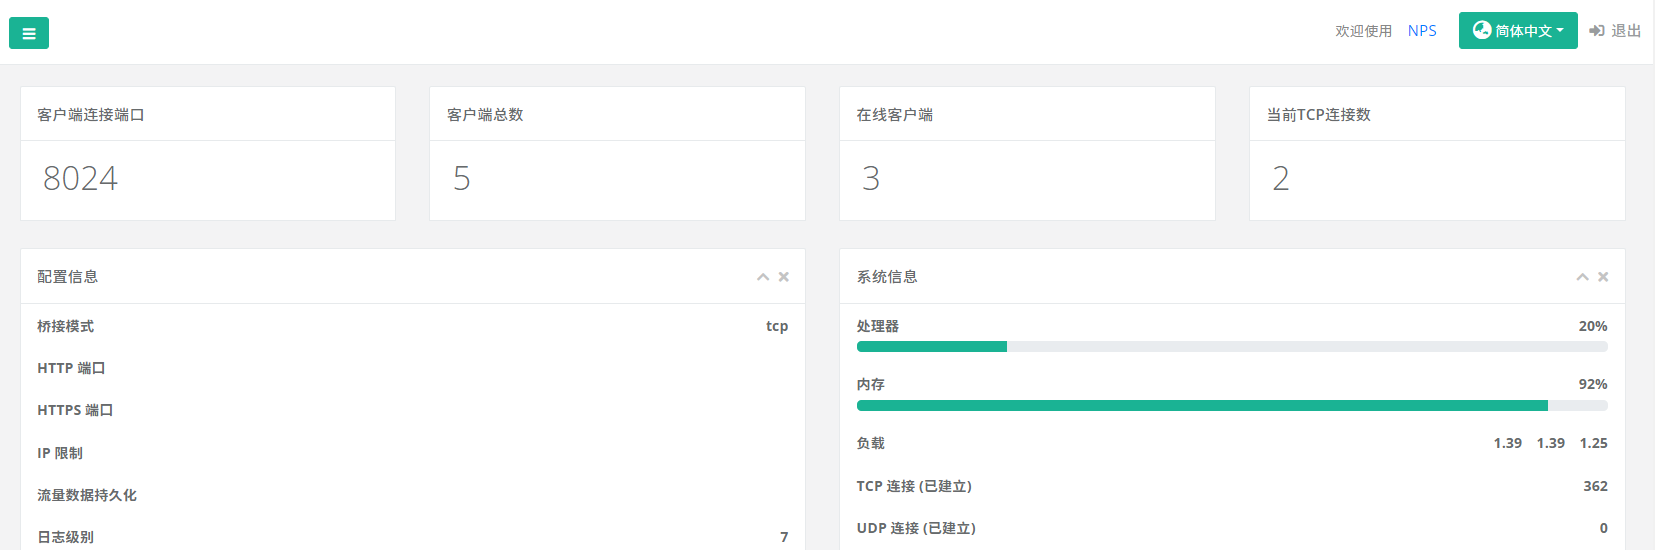 欢迎使用 NPS 简体中文 退出
客户端连接端口 客户端总数 在线客户端 当前TCP连接数
8024 5 3 2
配置信息
桥接模式 tcp
HTTP 端口
HTTPS 端口
IP 限制
流量数据持久化
日志级别 7
系统信息
处理器 20%
内存 92%
负载 1.39 1.39 1.25
TCP 连接 (已建立) 362
UDP 连接 (已建立) 0